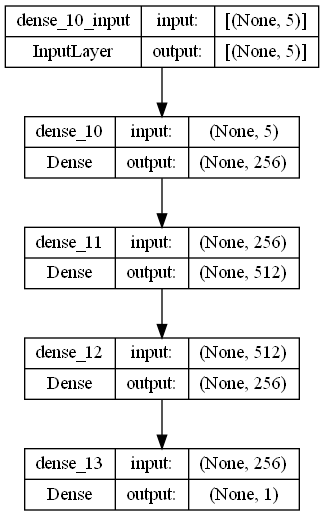 dense_10_input input: [(None, 5)]
InputLayer output: [(None, 5)]
dense_10 input: (None, 5)
Dense output: (None, 256)
dense_11 input: (None, 256)
Dense output: (None, 512)
dense_12 input: (None, 512)
Dense output: (None, 256)
dense_13 input: (None, 256)
Dense output: (None, 1)